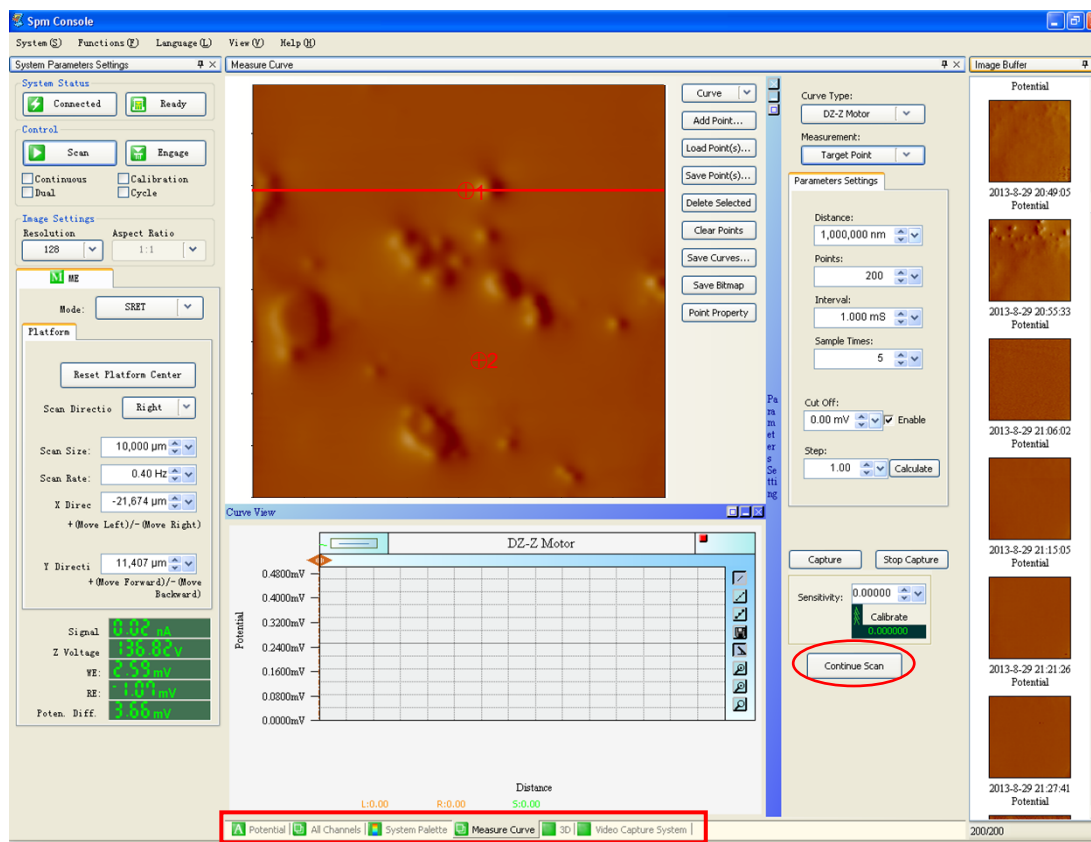 Spm Console
System(S) Functions(F) Language(L) View(V) Help(H)
System Parameters Settings
Measure Curve
Image Buffer
System Status
Connected Ready
Control
Scan Engage
Continuous Calibration
Dual Cycle
Image Settings
Resolution Aspect Ratio
128 1:1
M ME
Mode: SRET
Platform
Reset Platform Center
Scan Directio Right
Scan Size: 10,000 µm
Scan Rate: 0.40 Hz
X Direc -21,674 µm
+(Move Left)/-(Move Right)
Y Directi 11,407 µm
+(Move Forward)/-(Move
Backward)
Signal 0.02 nA
Z Voltage 136.82 V
WE: 2.59 mV
RE: -1.07 mV
Poten. Diff. 3.66 mV
1
2
Curve
Add Point...
Load Point(s)...
Save Point(s)...
Delete Selected
Clear Points
Save Curves...
Save Bitmap
Point Property
Pa
ra
m
et
er
s
Se
tti
ng
Curve View
DZ-Z Motor
Potential
0.4800mV
0.4000mV
0.3200mV
0.2400mV
0.1600mV
0.0800mV
0.0000mV
Distance
L:0.00 R:0.00 S:0.00
A Potential All Channels System Palette Measure Curve 3D Video Capture System
Curve Type:
DZ-Z Motor
Measurement:
Target Point
Parameters Settings
Distance:
1,000,000 nm
Points:
200
Interval:
1.000 mS
Sample Times:
5
Cut Off:
0.00 mV Enable
Step:
1.00 Calculate
Capture Stop Capture
Sensitivity: 0.00000
Calibrate
0.000000
Continue Scan
Potential
2013-8-29 20:49:05
Potential
2013-8-29 20:55:33
Potential
2013-8-29 21:06:02
Potential
2013-8-29 21:15:05
Potential
2013-8-29 21:21:26
Potential
2013-8-29 21:27:41
Potential
200/200